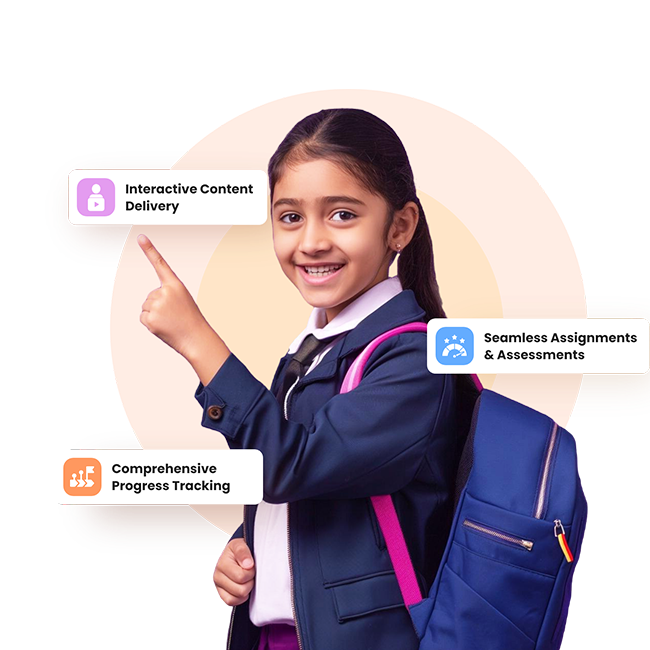 Interactive Content
Delivery
Seamless Assignments
& Assessments
Comprehensive
Progress Tracking